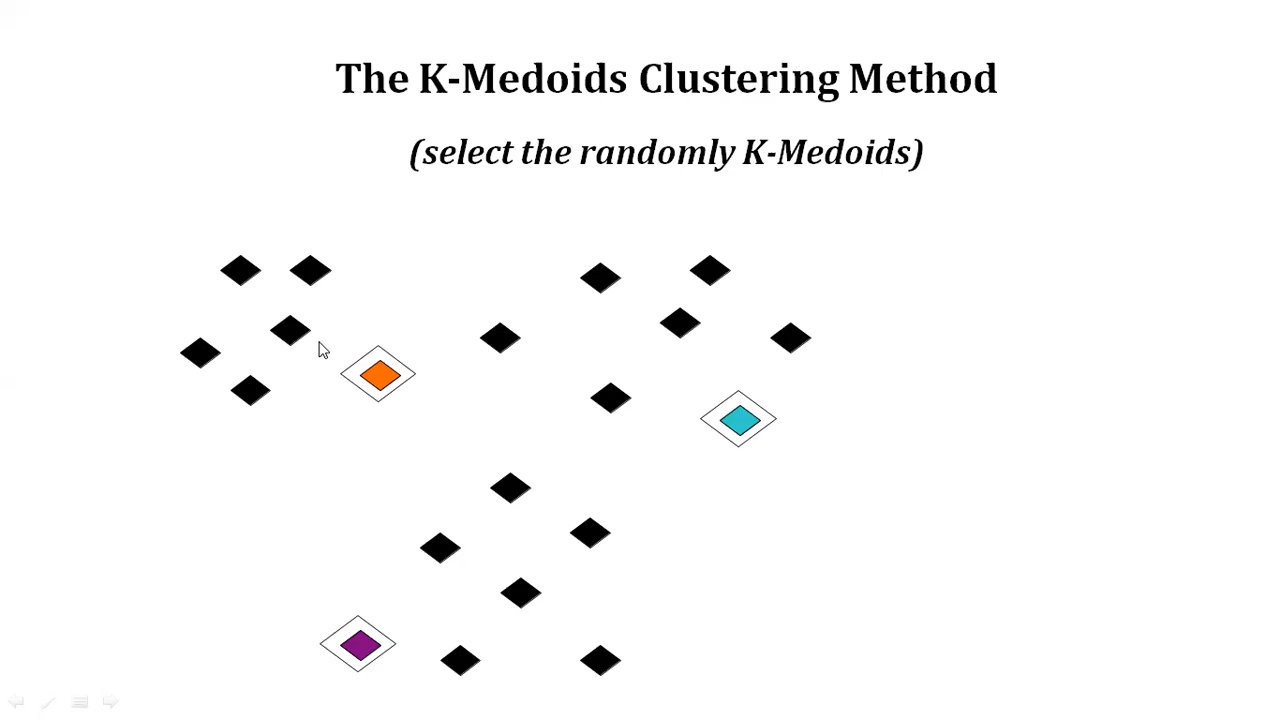 The K-Medoids Clustering Method
(select the randomly K-Medoids)